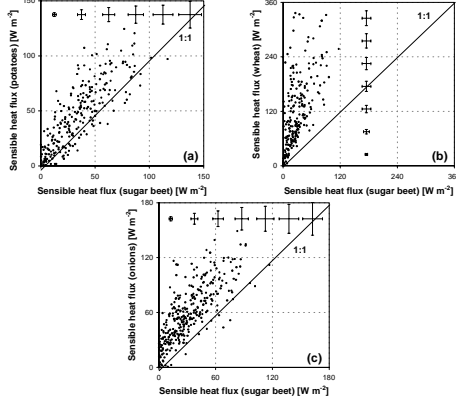 150
100
50
0
0 50 100 150
Sensible heat flux (potatoes) [W m⁻²]
Sensible heat flux (sugar beet) [W m⁻²]
1:1
(a)
360
240
120
0
0 120 240 36
Sensible heat flux (wheat) [W m⁻²]
Sensible heat flux (sugar beet) [W m⁻²]
1:1
(b)
180
120
60
0
0 60 120 180
Sensible heat flux (onions) [W m⁻²]
Sensible heat flux (sugar beet) [W m⁻²]
1:1
(c)